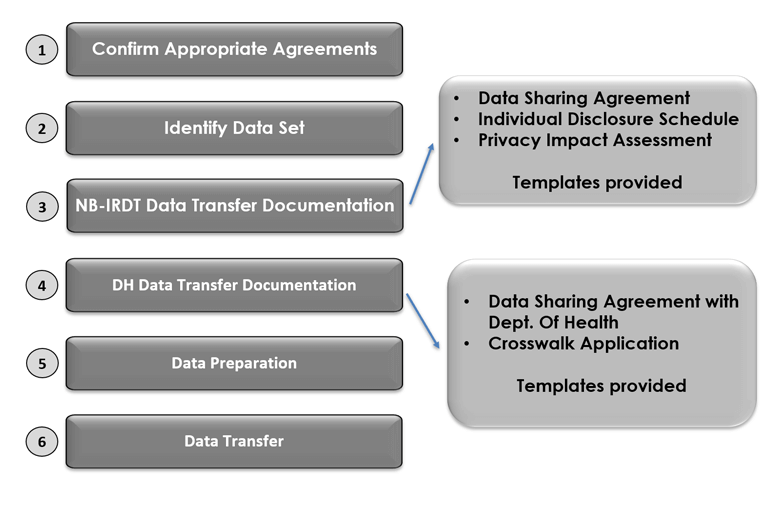 1 Confirm Appropriate Agreements
2 Identify Data Set
3 NB-IRDT Data Transfer Documentation
• Data Sharing Agreement
• Individual Disclosure Schedule
• Privacy Impact Assessment
Templates provided
4 DH Data Transfer Documentation
• Data Sharing Agreement with
Dept. Of Health
• Crosswalk Application
Templates provided
5 Data Preparation
6 Data Transfer